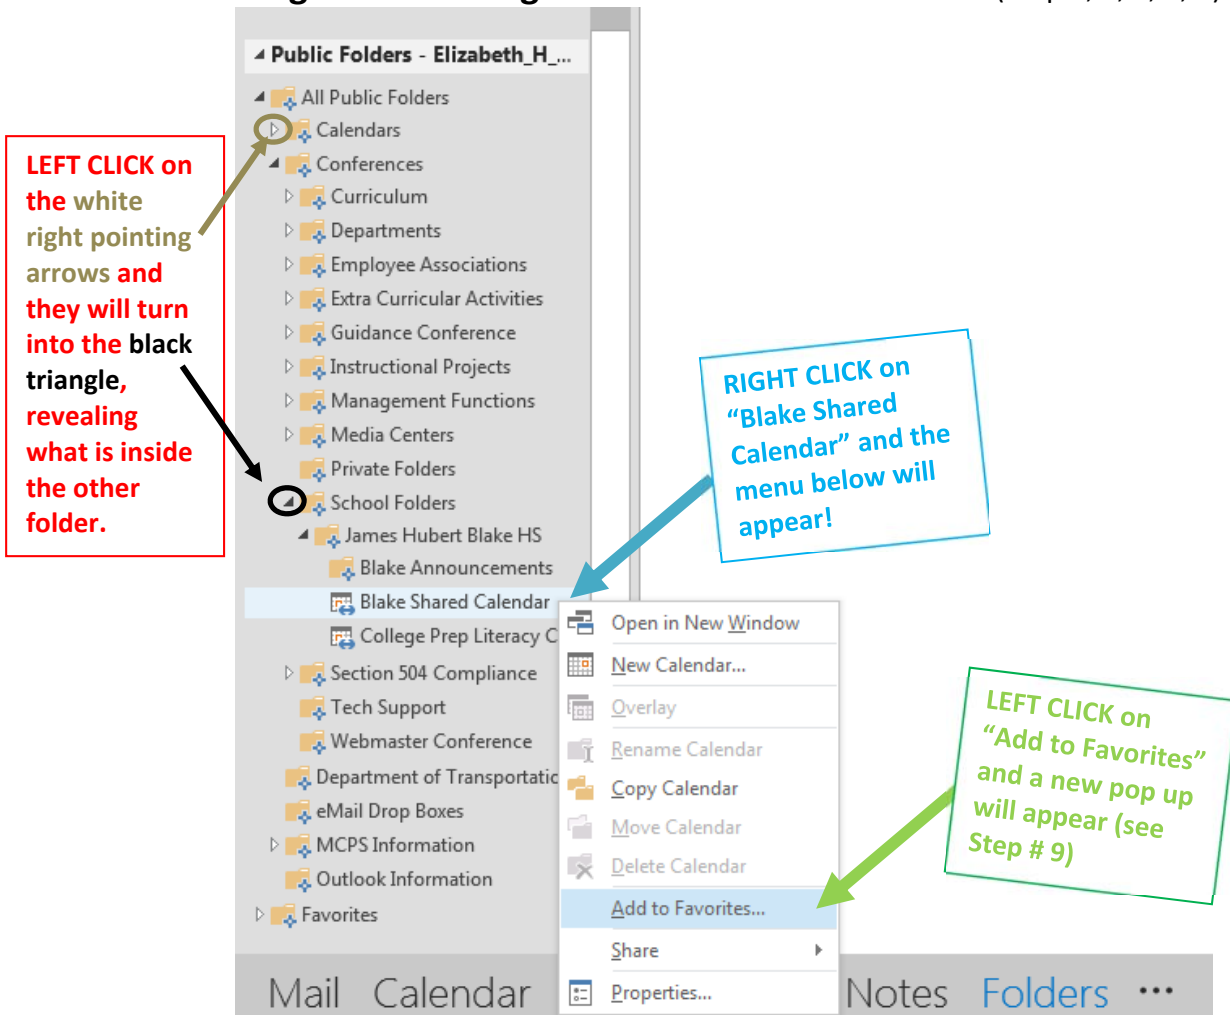 Public Folders - Elizabeth_H_...
All Public Folders
Calendars
Conferences
Curriculum
Departments
Employee Associations
Extra Curricular Activities
Guidance Conference
Instructional Projects
Management Functions
Media Centers
Private Folders
School Folders
James Hubert Blake HS
Blake Announcements
Blake Shared Calendar
College Prep Literacy C
Section 504 Compliance
Tech Support
Webmaster Conference
Department of Transportatic
eMail Drop Boxes
MCPS Information
Outlook Information
Favorites
LEFT CLICK on
the white
right pointing
arrows and
they will turn
into the black
triangle,
revealing
what is inside
the other
folder.
RIGHT CLICK on
“Blake Shared
Calendar” and the
menu below will
appear!
Open in New Window
New Calendar...
Overlay
Rename Calendar
Copy Calendar
Move Calendar
Delete Calendar
Add to Favorites...
Share
Properties...
LEFT CLICK on
“Add to Favorites”
and a new pop up
will appear (see
Step # 9)
Mail Calendar Notes Folders ...